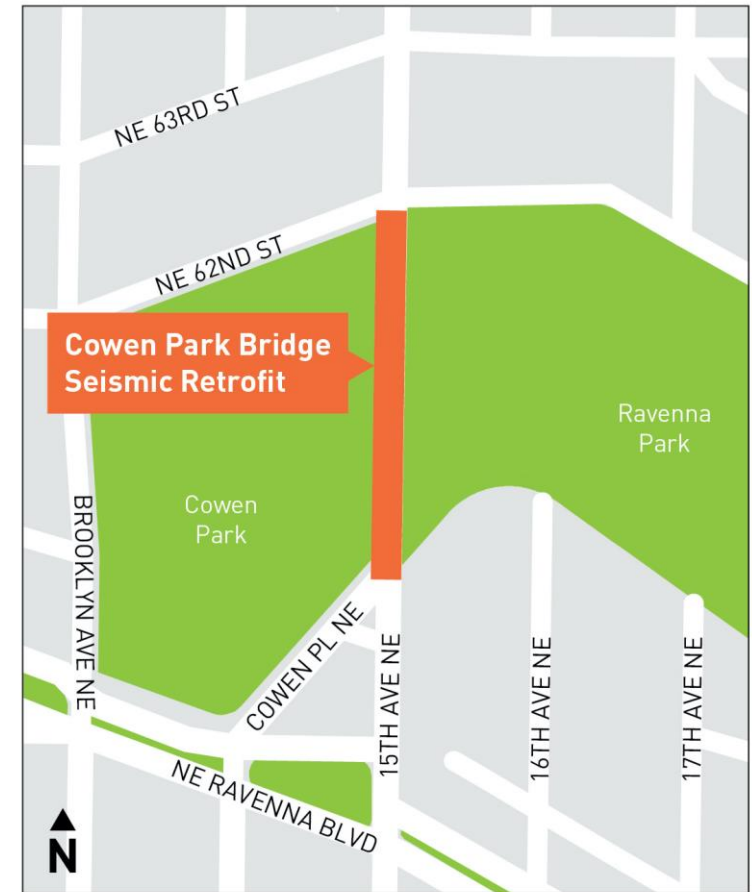 NE 63RD ST
NE 62ND ST
Cowen Park Bridge
Seismic Retrofit
Ravenna
Park
Cowen
Park
BROOKLYN AVE NE
COWEN PL NE
15TH AVE NE
16TH AVE NE
17TH AVE NE
NE RAVENNA BLVD
N